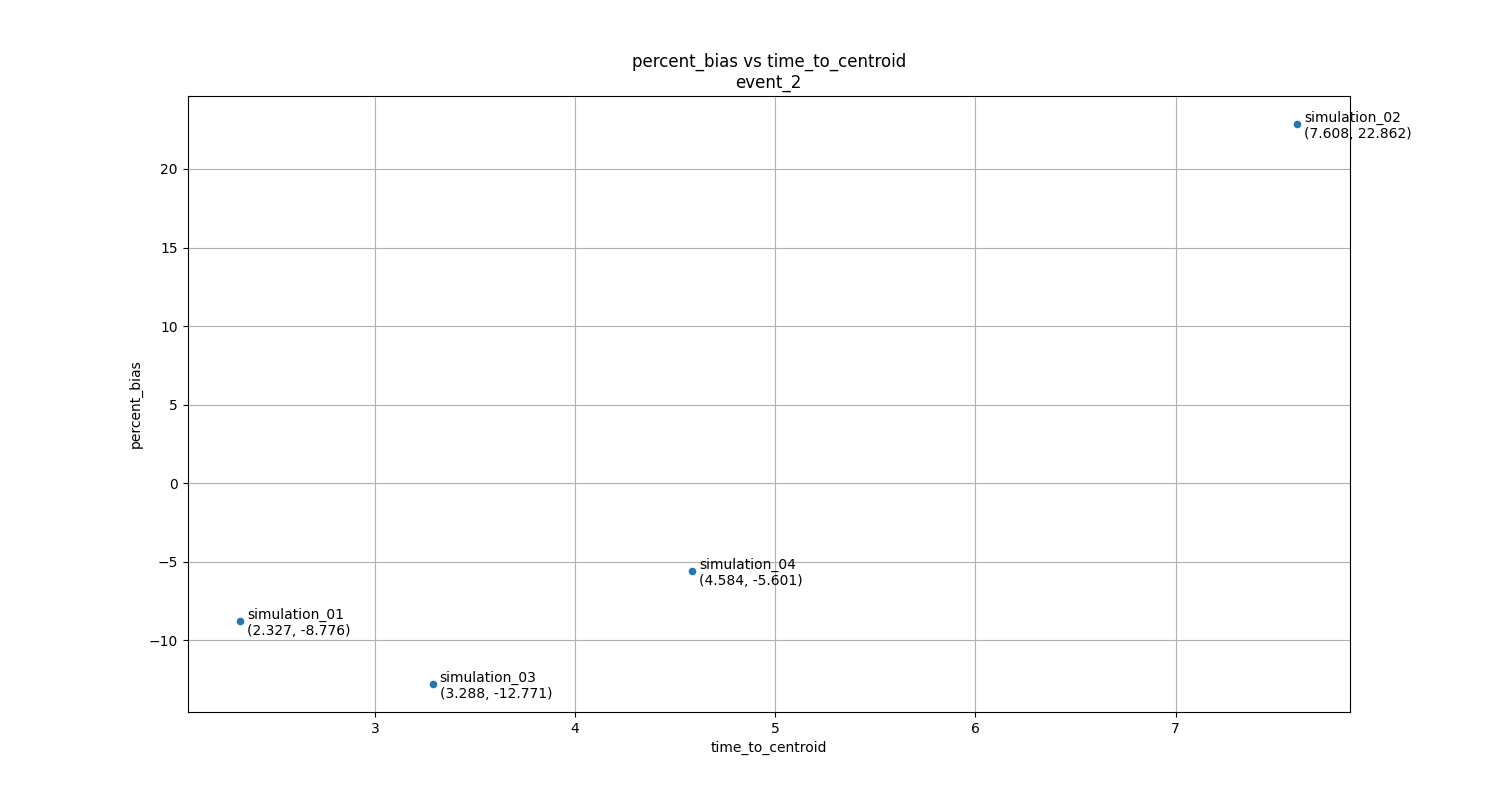 percent_bias vs time_to_centroid
event_2
simulation_02
(7.608, 22.862)
20
15
10
5
0
−5
−10
percent_bias
simulation_04
(4.584, -5.601)
simulation_01
(2.327, -8.776)
simulation_03
(3.288, -12.771)
3
4
5
6
7
time_to_centroid